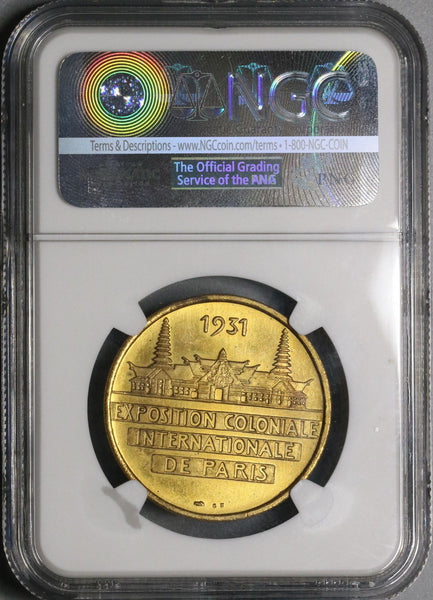 NGC
Terms & Descriptions - www.NGCcoin.com/terms • 1-800-NGC-COIN
The Official Grading
Service of the PNG
PNG
1931
EXPOSITION COLONIALE
INTERNATIONALE
DE PARIS